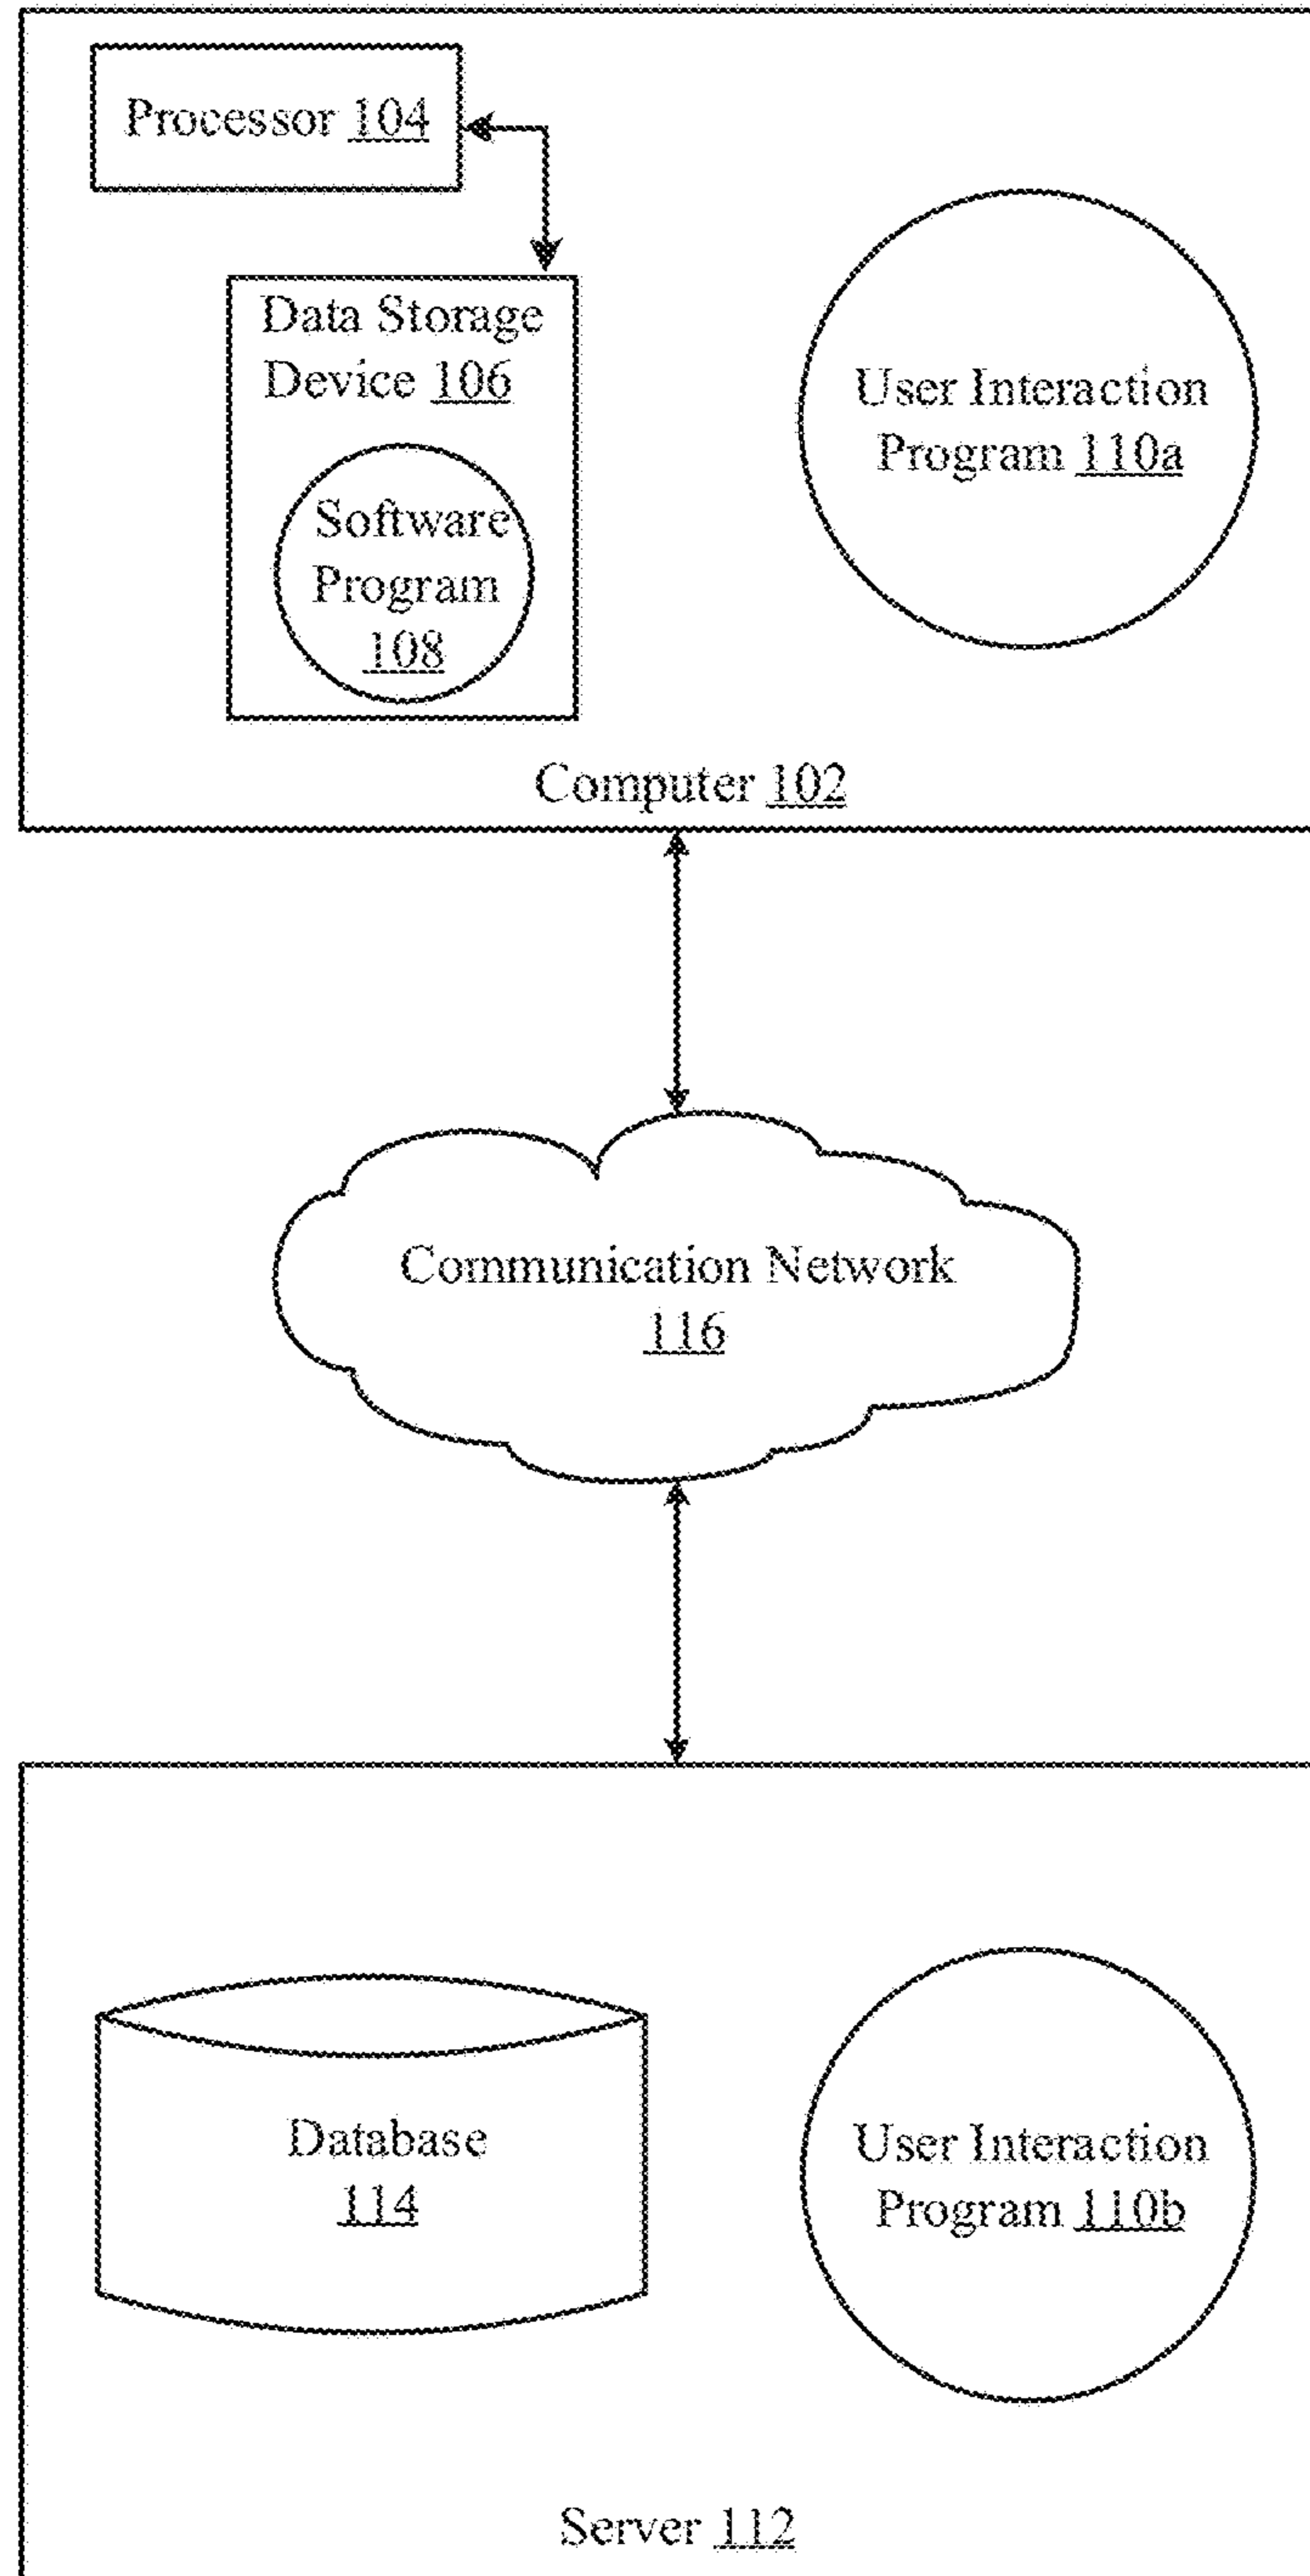 Processor 104
Data Storage
Device 106
Software
Program
108
User Interaction
Program 110a
Computer 102
Communication Network
116
Database
114
User Interaction
Program 110b
Server 112